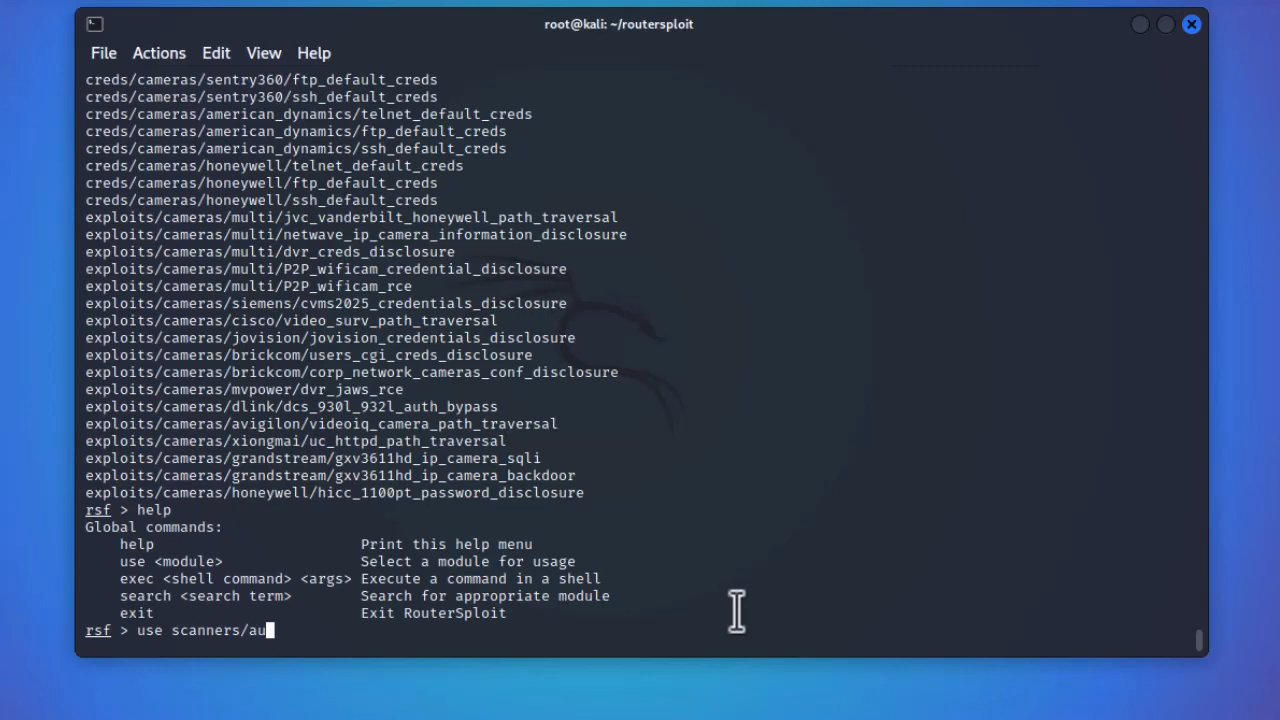 root@kali: ~/routersploit
File Actions Edit View Help
creds/cameras/sentry360/ftp_default_creds
creds/cameras/sentry360/ssh_default_creds
creds/cameras/american_dynamics/telnet_default_creds
creds/cameras/american_dynamics/ftp_default_creds
creds/cameras/american_dynamics/ssh_default_creds
creds/cameras/honeywell/telnet_default_creds
creds/cameras/honeywell/ftp_default_creds
creds/cameras/honeywell/ssh_default_creds
exploits/cameras/multi/jvc_vanderbilt_honeywell_path_traversal
exploits/cameras/multi/netwave_ip_camera_information_disclosure
exploits/cameras/multi/dvr_creds_disclosure
exploits/cameras/multi/P2P_wificam_credential_disclosure
exploits/cameras/multi/P2P_wificam_rce
exploits/cameras/siemens/cvms2025_credentials_disclosure
exploits/cameras/cisco/video_surv_path_traversal
exploits/cameras/jovision/jovision_credentials_disclosure
exploits/cameras/brickcom/users_cgi_creds_disclosure
exploits/cameras/brickcom/corp_network_cameras_conf_disclosure
exploits/cameras/mvpower/dvr_jaws_rce
exploits/cameras/dlink/dcs_930l_932l_auth_bypass
exploits/cameras/avigilon/videoiq_camera_path_traversal
exploits/cameras/xiongmai/uc_httpd_path_traversal
exploits/cameras/grandstream/gxv3611hd_ip_camera_sqli
exploits/cameras/grandstream/gxv3611hd_ip_camera_backdoor
exploits/cameras/honeywell/hicc_1100pt_password_disclosure
rsf > help
Global commands:
    help                        Print this help menu
    use <module>                Select a module for usage
    exec <shell command> <args> Execute a command in a shell
    search <search term>        Search for appropriate module
    exit                        Exit RouterSploit
rsf > use scanners/au